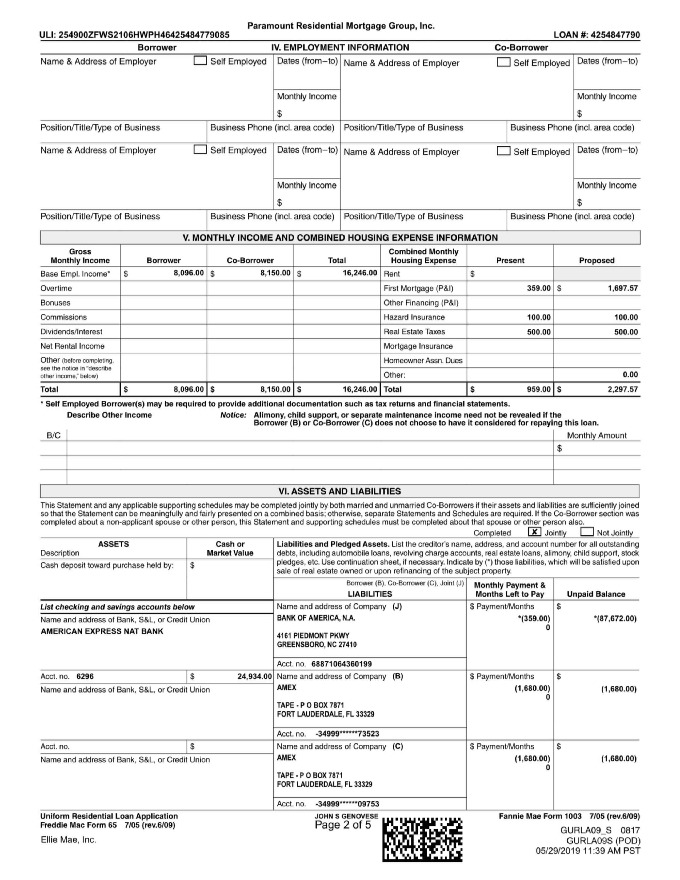 Paramount Residential Mortgage Group, Inc.
ULI: 254900ZFWS2106HWPH46425484779085 LOAN #: 4254847790
Borrower IV. EMPLOYMENT INFORMATION Co-Borrower
Name & Address of Employer Self Employed Dates (from–to) Name & Address of Employer Self Employed Dates (from–to)
Monthly Income Monthly Income
$ $
Position/Title/Type of Business Business Phone (incl. area code) Position/Title/Type of Business Business Phone (incl. area code)
Name & Address of Employer Self Employed Dates (from–to) Name & Address of Employer Self Employed Dates (from–to)
Monthly Income Monthly Income
$ $
Position/Title/Type of Business Business Phone (incl. area code) Position/Title/Type of Business Business Phone (incl. area code)
V. MONTHLY INCOME AND COMBINED HOUSING EXPENSE INFORMATION
Gross Combined Monthly
Monthly Income Borrower Co-Borrower Total Housing Expense Present Proposed
Base Empl. Income* $ 8,096.00 $ 8,150.00 $ 16,246.00 Rent $
Overtime First Mortgage (P&I) 359.00 $ 1,697.57
Bonuses Other Financing (P&I)
Commissions Hazard Insurance 100.00 100.00
Dividends/Interest Real Estate Taxes 500.00 500.00
Net Rental Income Mortgage Insurance
Other (before completing, Homeowner Assn. Dues
see the notice in "describe
other income," below) Other: 0.00
Total $ 8,096.00 $ 8,150.00 $ 16,246.00 Total $ 959.00 $ 2,297.57
* Self Employed Borrower(s) may be required to provide additional documentation such as tax returns and financial statements.
Describe Other Income Notice: Alimony, child support, or separate maintenance income need not be revealed if the
Borrower (B) or Co-Borrower (C) does not choose to have it considered for repaying this loan.
B/C Monthly Amount
$
VI. ASSETS AND LIABILITIES
This Statement and any applicable supporting schedules may be completed jointly by both married and unmarried Co-Borrowers if their assets and liabilities are sufficiently joined
so that the Statement can be meaningfully and fairly presented on a combined basis; otherwise, separate Statements and Schedules are required. If the Co-Borrower section was
completed about a non-applicant spouse or other person, this Statement and supporting schedules must be completed about that spouse or other person also.
Completed X Jointly Not Jointly
ASSETS Cash or Liabilities and Pledged Assets. List the creditor's name, address, and account number for all outstanding
Description Market Value debts, including automobile loans, revolving charge accounts, real estate loans, alimony, child support, stock
Cash deposit toward purchase held by: $ pledges, etc. Use continuation sheet, if necessary. Indicate by (*) those liabilities, which will be satisfied upon
sale of real estate owned or upon refinancing of the subject property.
Borrower (B), Co-Borrower (C), Joint (J) Monthly Payment &
LIABILITIES Months Left to Pay Unpaid Balance
List checking and savings accounts below Name and address of Company (J) $ Payment/Months $
Name and address of Bank, S&L, or Credit Union BANK OF AMERICA, N.A. *(359.00) *(87,672.00)
AMERICAN EXPRESS NAT BANK 0
4161 PIEDMONT PKWY
GREENSBORO, NC 27410
Acct. no. 68871064360199
Acct. no. 6296 $ 24,934.00 Name and address of Company (B) $ Payment/Months $
Name and address of Bank, S&L, or Credit Union AMEX (1,680.00) (1,680.00)
0
TAPE - P O BOX 7871
FORT LAUDERDALE, FL 33329
Acct. no. -34999******73523
Acct. no. $ Name and address of Company (C) $ Payment/Months $
Name and address of Bank, S&L, or Credit Union AMEX (1,680.00) (1,680.00)
0
TAPE - P O BOX 7871
FORT LAUDERDALE, FL 33329
Acct. no. -34999******09753
Uniform Residential Loan Application JOHN S GENOVESE Fannie Mae Form 1003 7/05 (rev.6/09)
Freddie Mac Form 65 7/05 (rev.6/09) Page 2 of 5
GURLA09_S 0817
Ellie Mae, Inc. GURLA09S (POD)
05/29/2019 11:39 AM PST